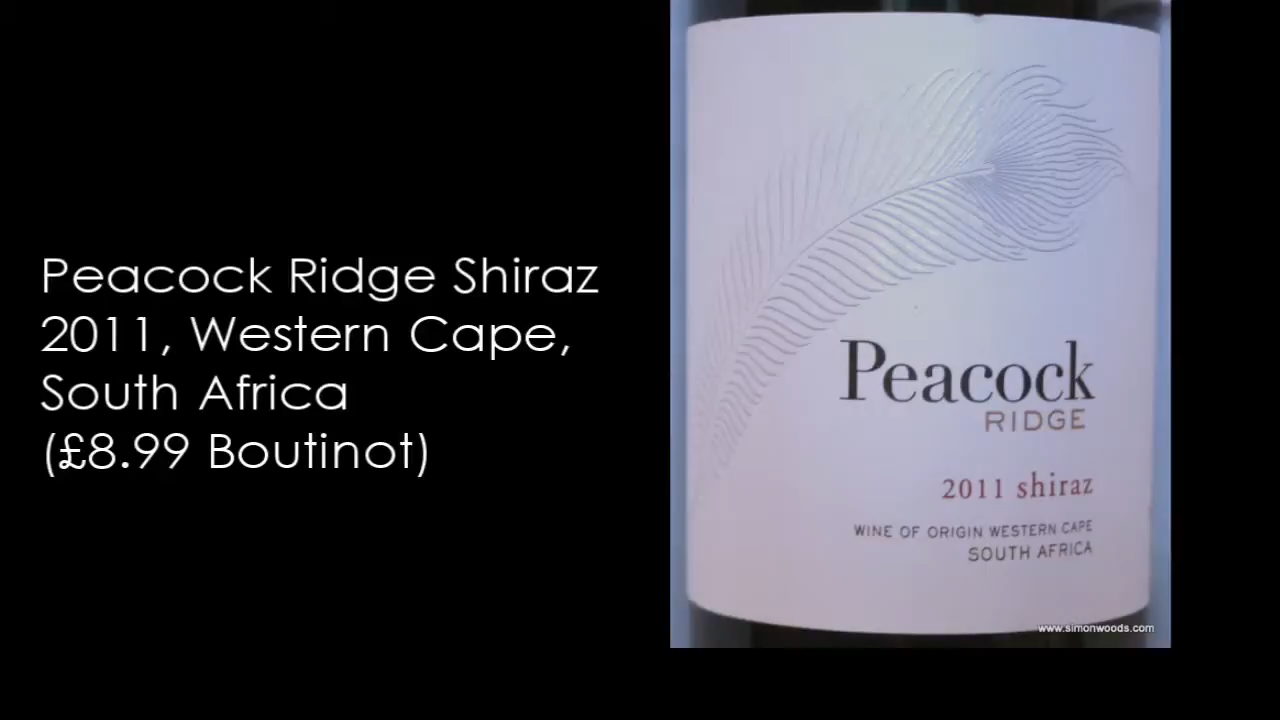 Peacock Ridge Shiraz
2011, Western Cape,
South Africa
(£8.99 Boutinot)
Peacock
RIDGE
2011 shiraz
WINE OF ORIGIN WESTERN CAPE
SOUTH AFRICA
www.simonwoods.com